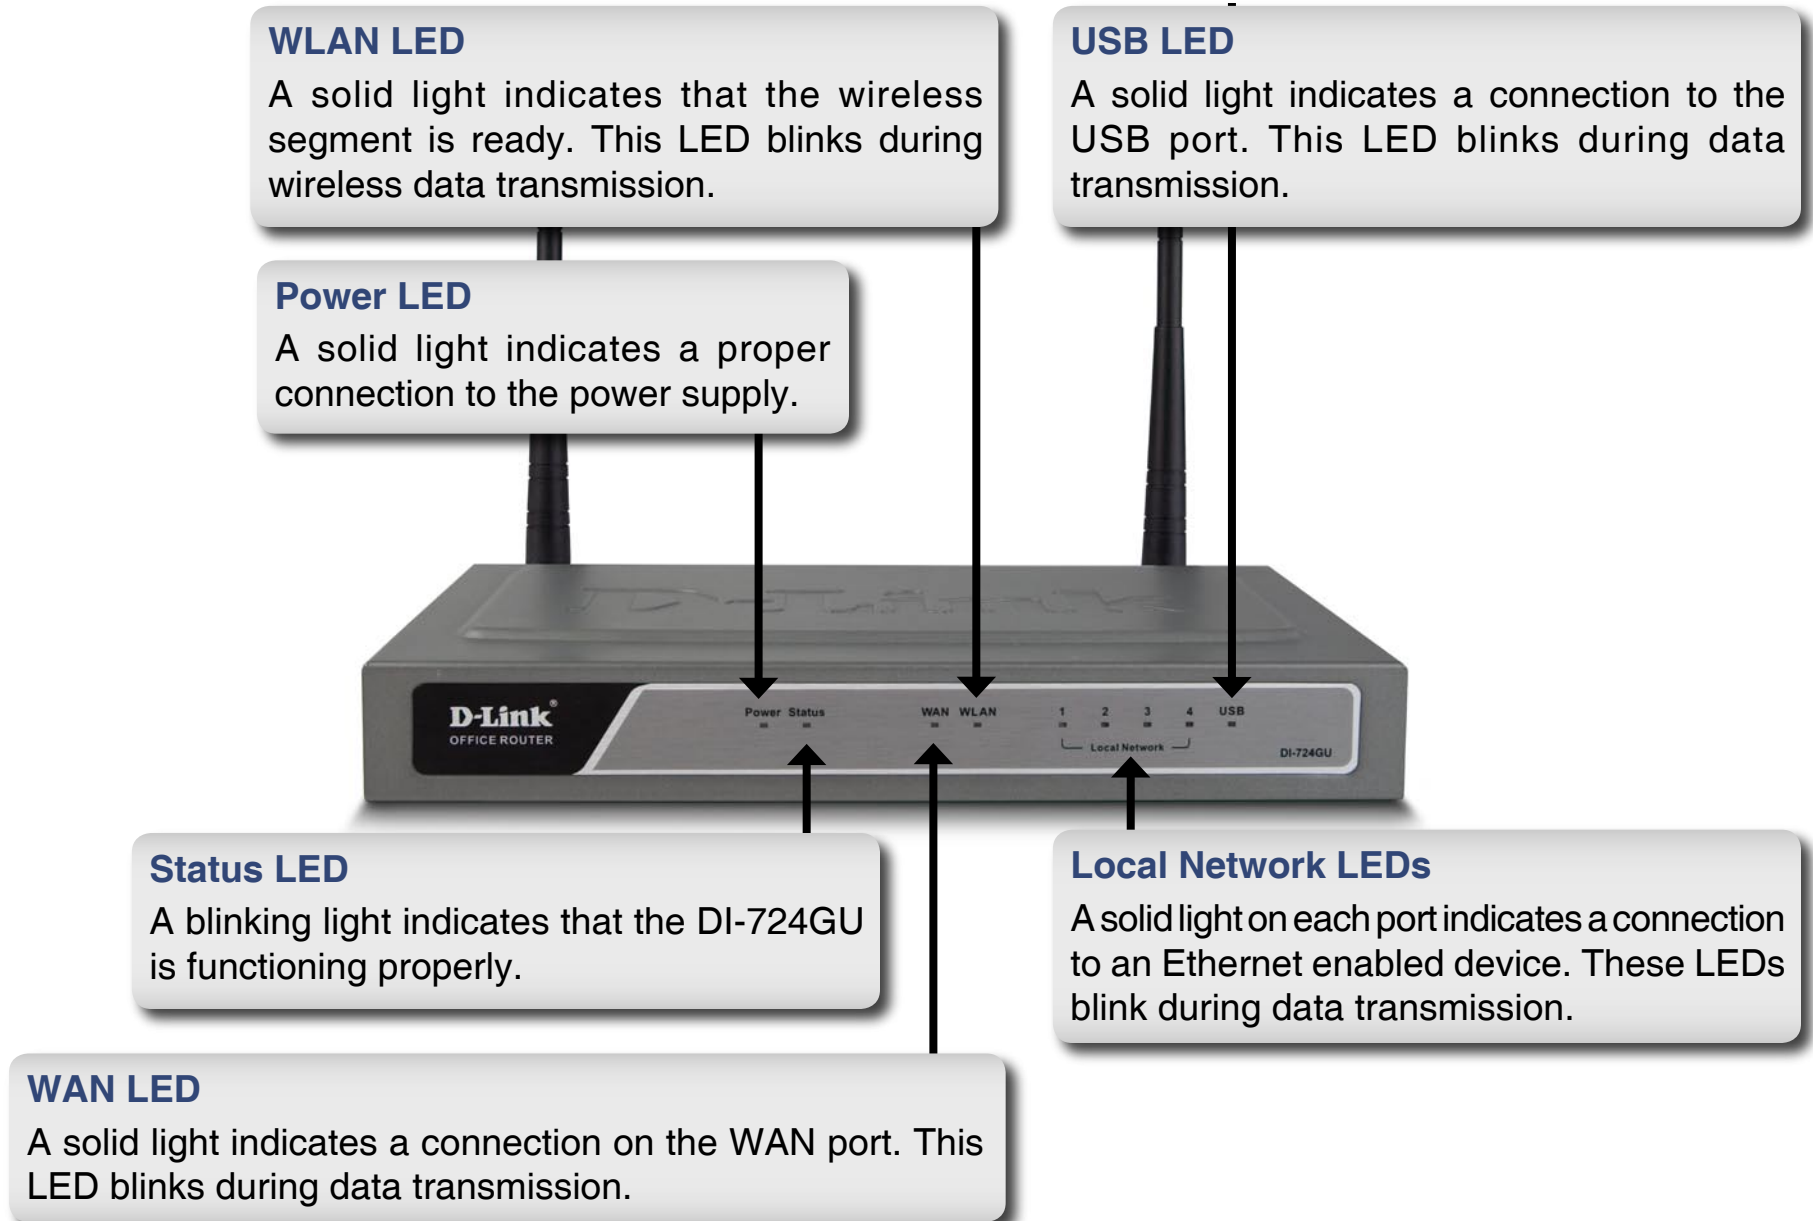 WLAN LED
A solid light indicates that the wireless
segment is ready. This LED blinks during
wireless data transmission.
USB LED
A solid light indicates a connection to the
USB port. This LED blinks during data
transmission.
Power LED
A solid light indicates a proper
connection to the power supply.
D-Link
D-Link®
OFFICE ROUTER
Power Status
WAN WLAN
1 2 3 4 USB
Local Network
DI-724GU
Status LED
A blinking light indicates that the DI-724GU
is functioning properly.
Local Network LEDs
A solid light on each port indicates a connection
to an Ethernet enabled device. These LEDs
blink during data transmission.
WAN LED
A solid light indicates a connection on the WAN port. This
LED blinks during data transmission.